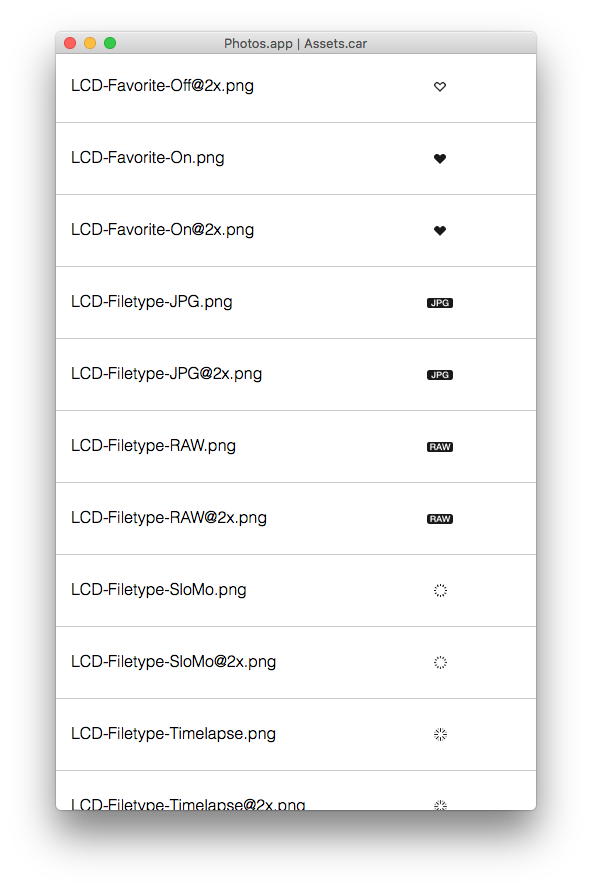 Photos.app | Assets.car
LCD-Favorite-Off@2x.png
LCD-Favorite-On.png
LCD-Favorite-On@2x.png
LCD-Filetype-JPG.png
JPG
LCD-Filetype-JPG@2x.png
JPG
LCD-Filetype-RAW.png
RAW
LCD-Filetype-RAW@2x.png
RAW
LCD-Filetype-SloMo.png
LCD-Filetype-SloMo@2x.png
LCD-Filetype-Timelapse.png
LCD-Filetype-Timelapse@2x.png